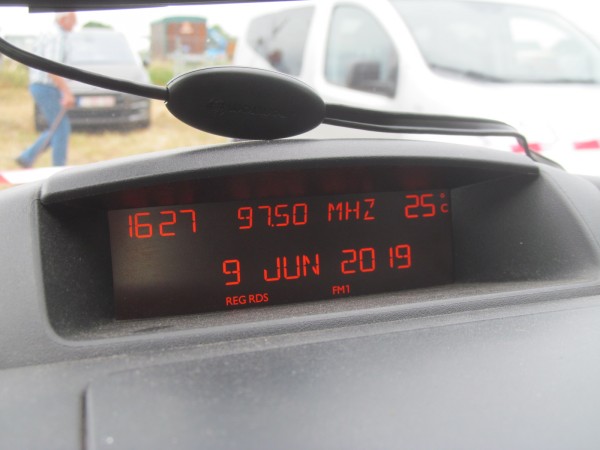 1627 97.50 MHZ 25°C
9 JUN 2019
REG RDS FM1